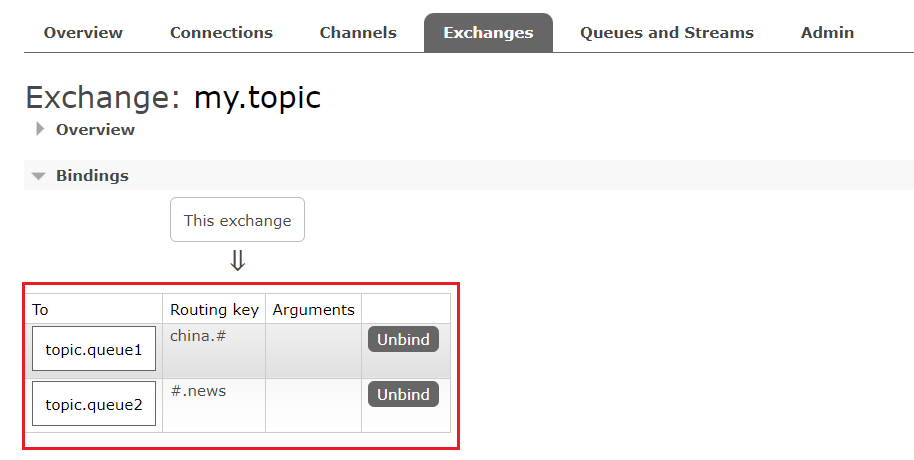 Overview Connections Channels Exchanges Queues and Streams Admin
Exchange: my.topic
Overview
Bindings
This exchange
⇓
To Routing key Arguments
topic.queue1 china.# Unbind
topic.queue2 #.news Unbind